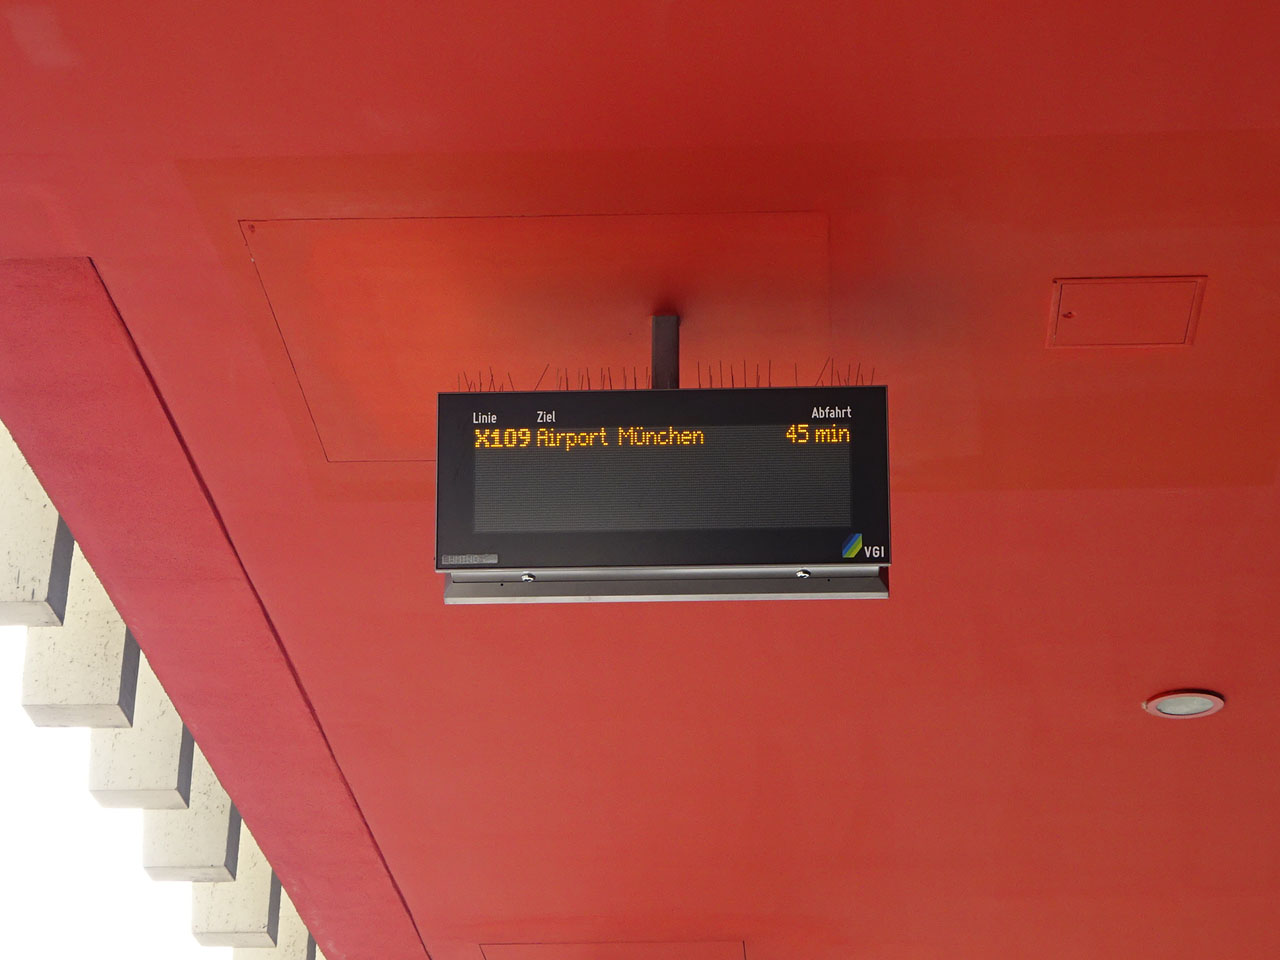 Linie Ziel Abfahrt
X109 Airport München 45 min
VGI